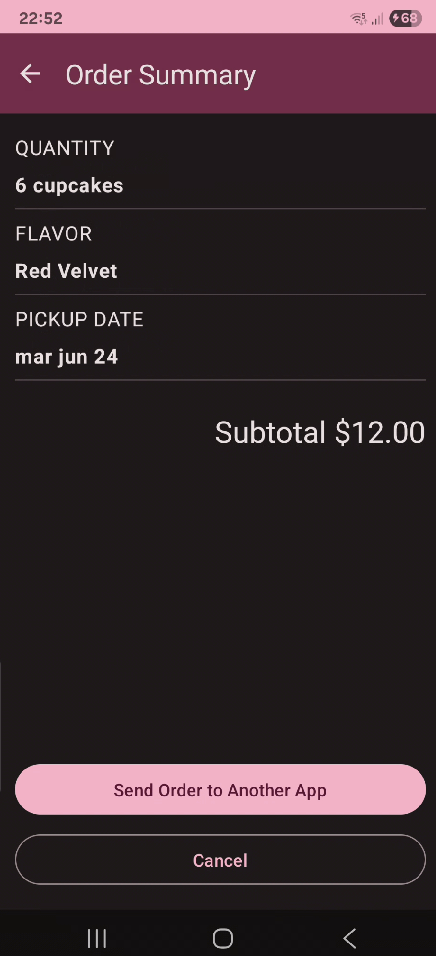 22:52
68
Order Summary
QUANTITY
6 cupcakes
FLAVOR
Red Velvet
PICKUP DATE
mar jun 24
Subtotal $12.00
Send Order to Another App
Cancel